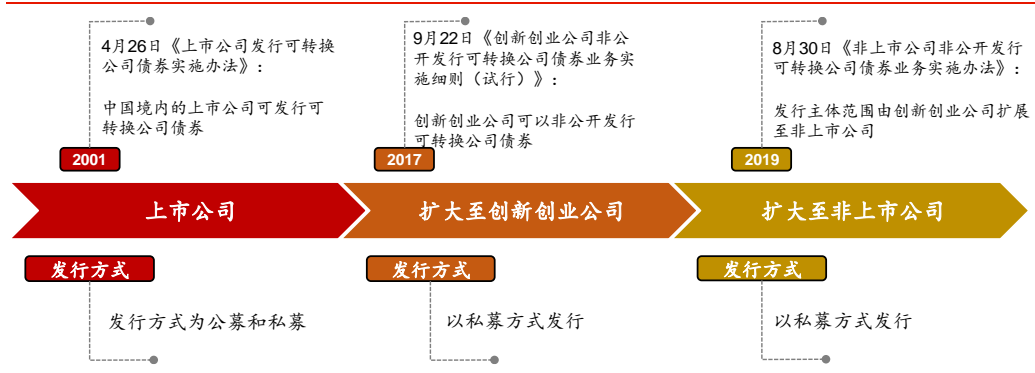 4月26日《上市公司发行可转换
公司债券实施办法》：
中国境内的上市公司可发行可
转换公司债券
2001
9月22日《创新创业公司非公
开发行可转换公司债券业务实
施细则（试行）》：
创新创业公司可以非公开发行
可转换公司债券
2017
8月30日《非上市公司非公开发行
可转换公司债券业务实施办法》：
发行主体范围由创新创业公司扩展
至非上市公司
2019
上市公司
扩大至创新创业公司
扩大至非上市公司
发行方式
发行方式为公募和私募
发行方式
以私募方式发行
发行方式
以私募方式发行